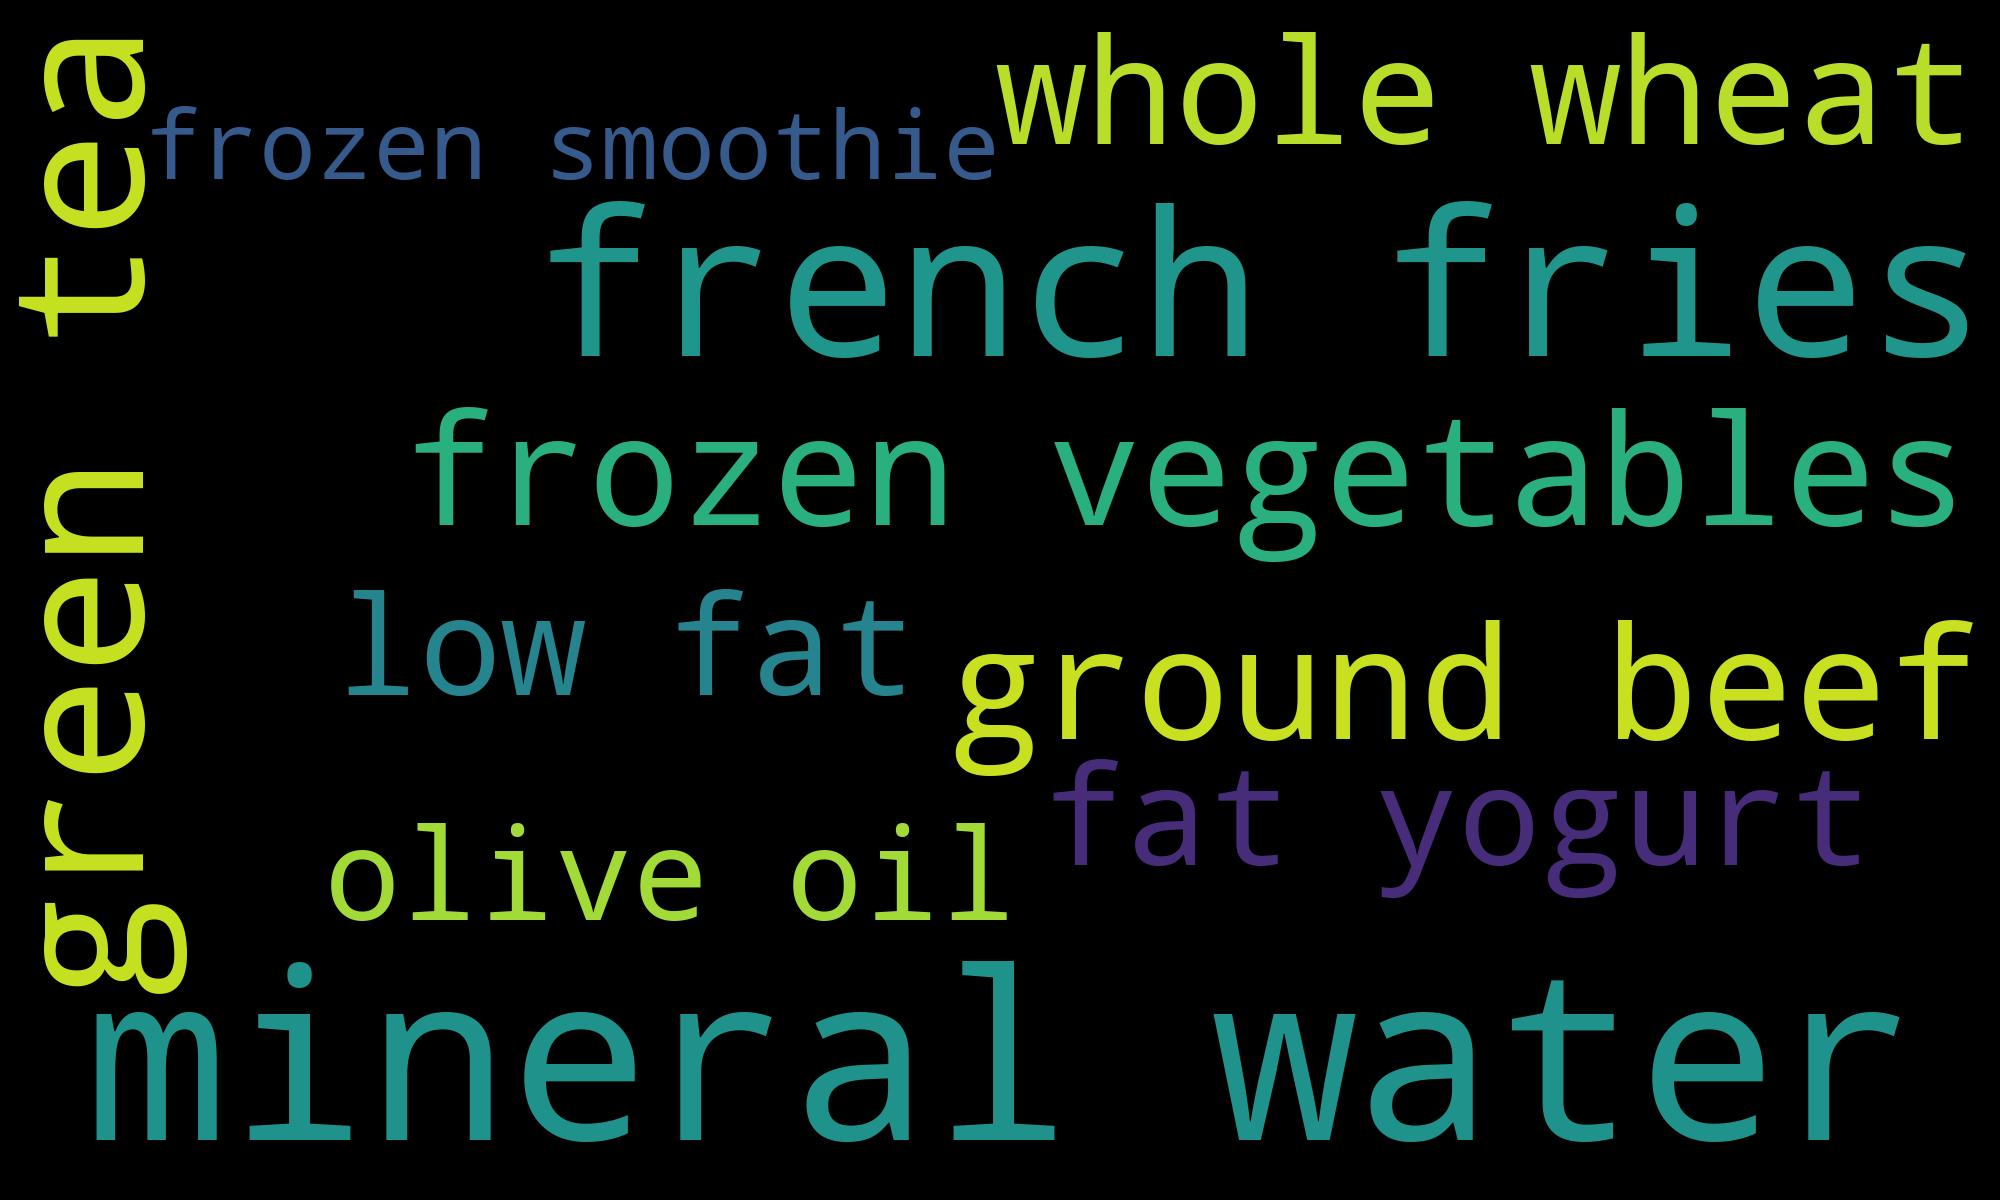 green tea
frozen smoothie
whole wheat
french fries
frozen vegetables
low fat
ground beef
fat yogurt
olive oil
mineral water